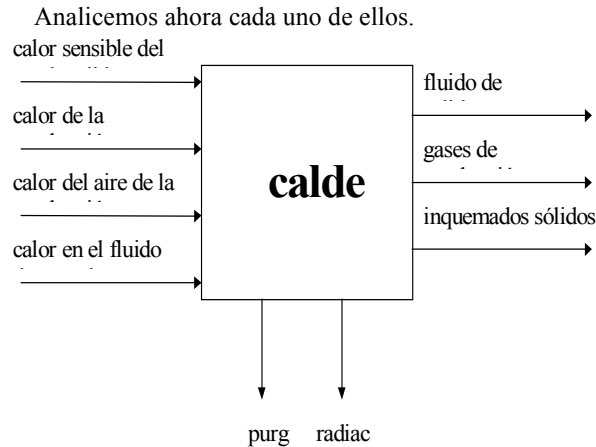 Analicemos ahora cada uno de ellos.
calor sensible del
calor de la
calor del aire de la
calor en el fluido
calde
fluido de
gases de
inquemados sólidos
purg radiac